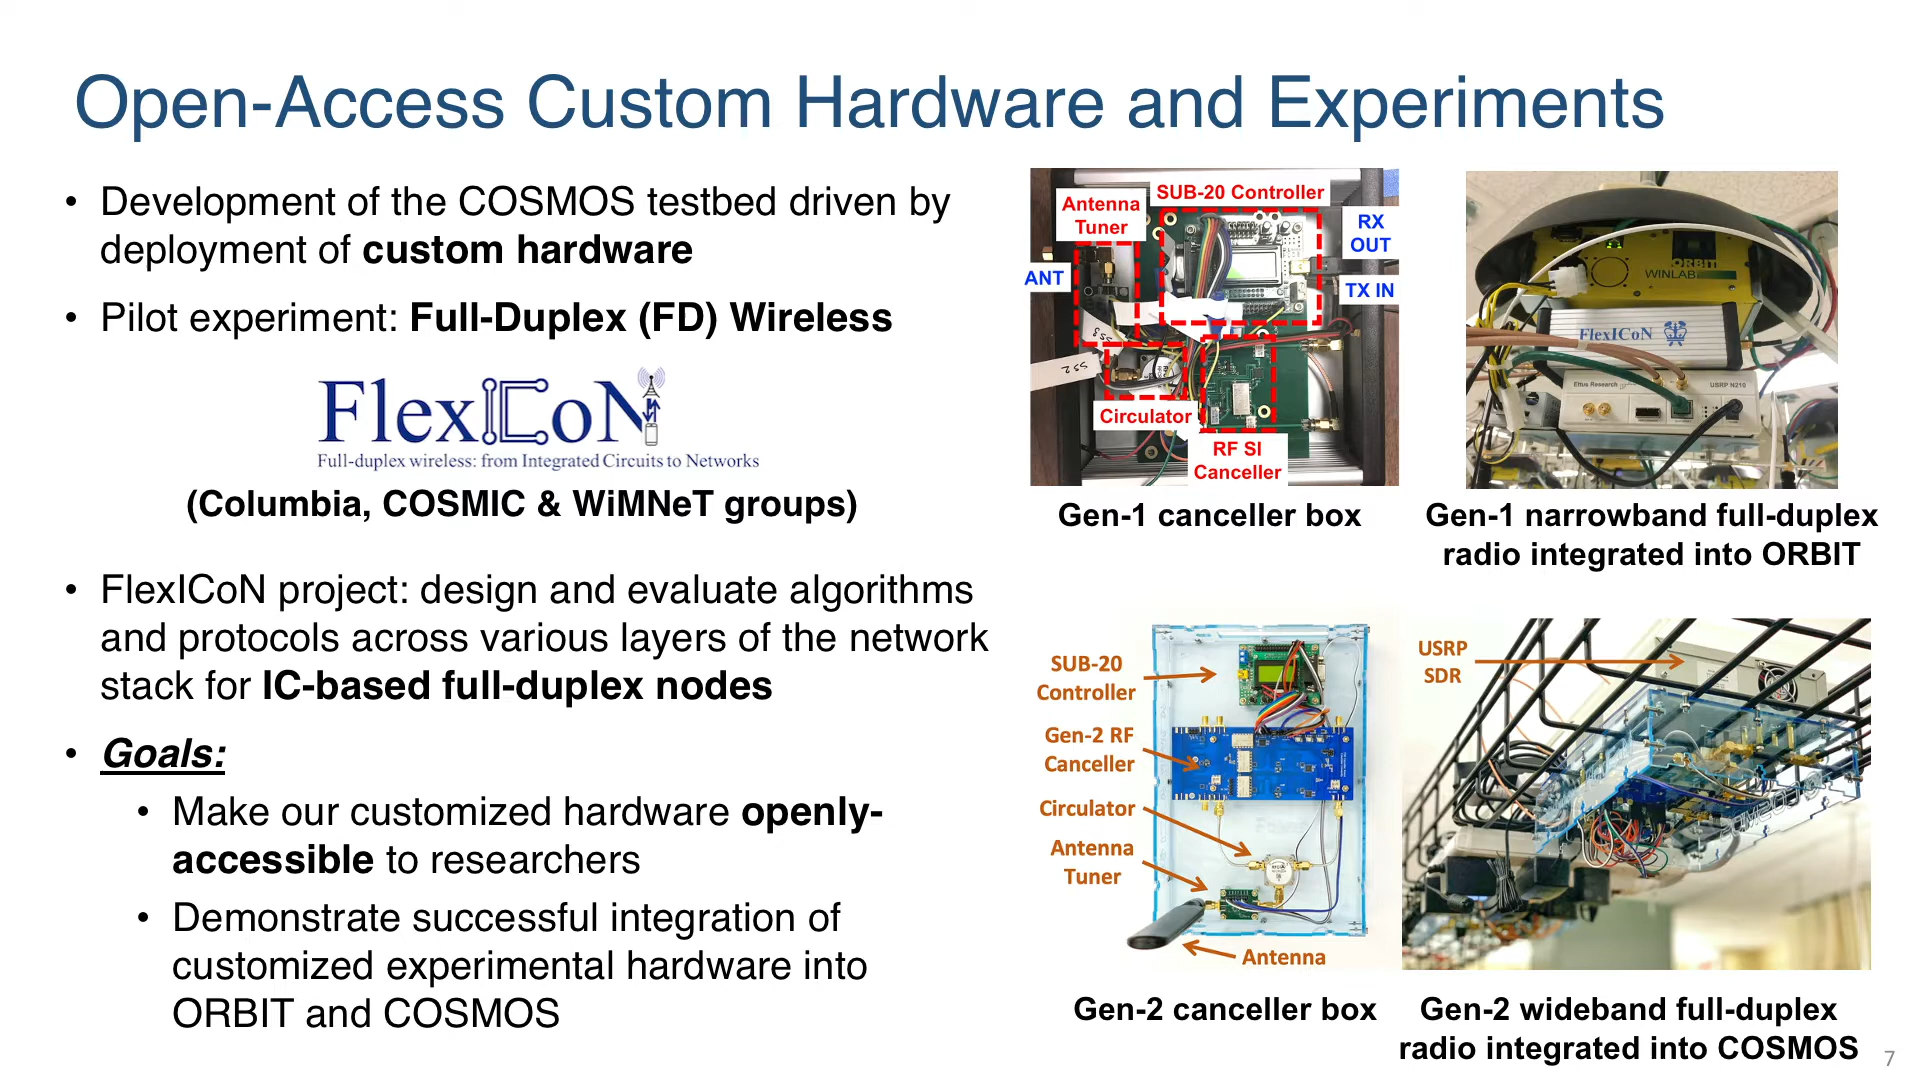 Open-Access Custom Hardware and Experiments
• Development of the COSMOS testbed driven by
deployment of custom hardware
• Pilot experiment: Full-Duplex (FD) Wireless
FlexICoN
Full-duplex wireless: from Integrated Circuits to Networks
(Columbia, COSMIC & WiMNeT groups)
• FlexICoN project: design and evaluate algorithms
and protocols across various layers of the network
stack for IC-based full-duplex nodes
• Goals:
• Make our customized hardware openly-
accessible to researchers
• Demonstrate successful integration of
customized experimental hardware into
ORBIT and COSMOS
SUB-20 Controller
Antenna
Tuner
RX
OUT
ANT
TX IN
Circulator
RF SI
Canceller
Gen-1 canceller box
ORBIT
WINLAB
FlexICoN
Ettus Research
USRP N210
Gen-1 narrowband full-duplex
radio integrated into ORBIT
SUB-20
Controller
Gen-2 RF
Canceller
Circulator
Antenna
Tuner
Antenna
Gen-2 canceller box
USRP
SDR
Gen-2 wideband full-duplex
radio integrated into COSMOS
7